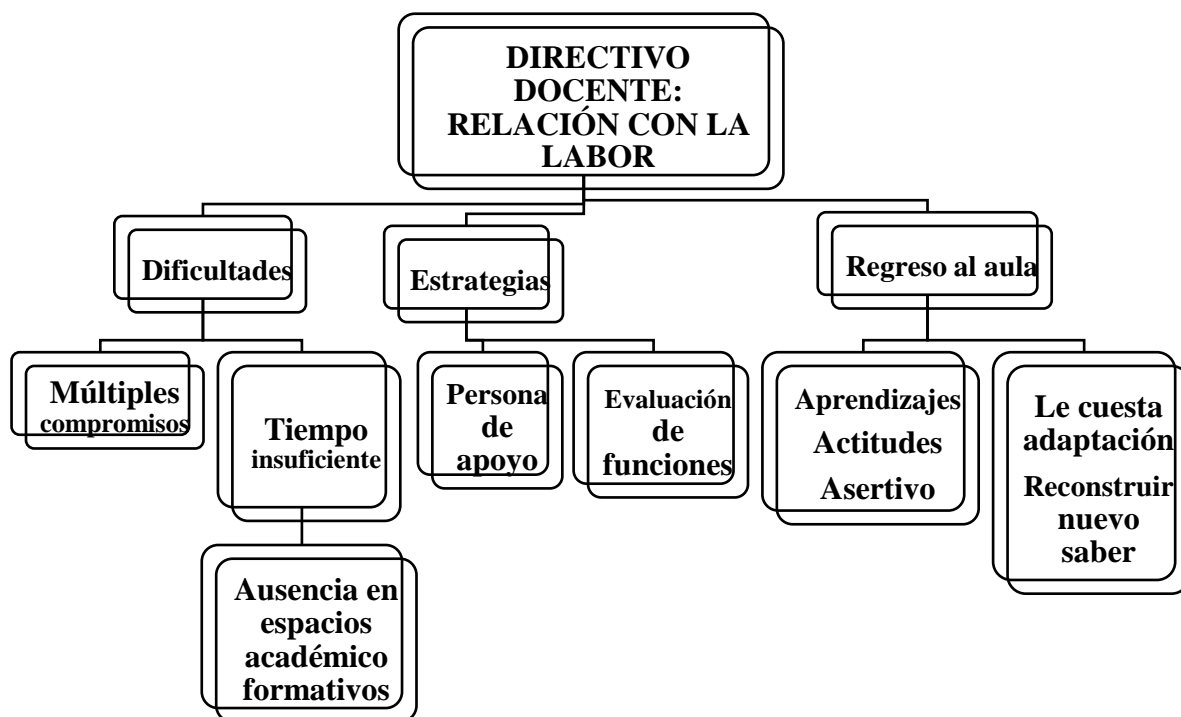 DIRECTIVO
DOCENTE:
RELACIÓN CON LA
LABOR
Dificultades
Estrategias
Regreso al aula
Múltiples
compromisos
Tiempo
insuficiente
Persona
de
apoyo
Evaluación
de
funciones
Aprendizajes
Actitudes
Asertivo
Le cuesta
adaptación
Reconstruir
nuevo
saber
Ausencia en
espacios
académico
formativos